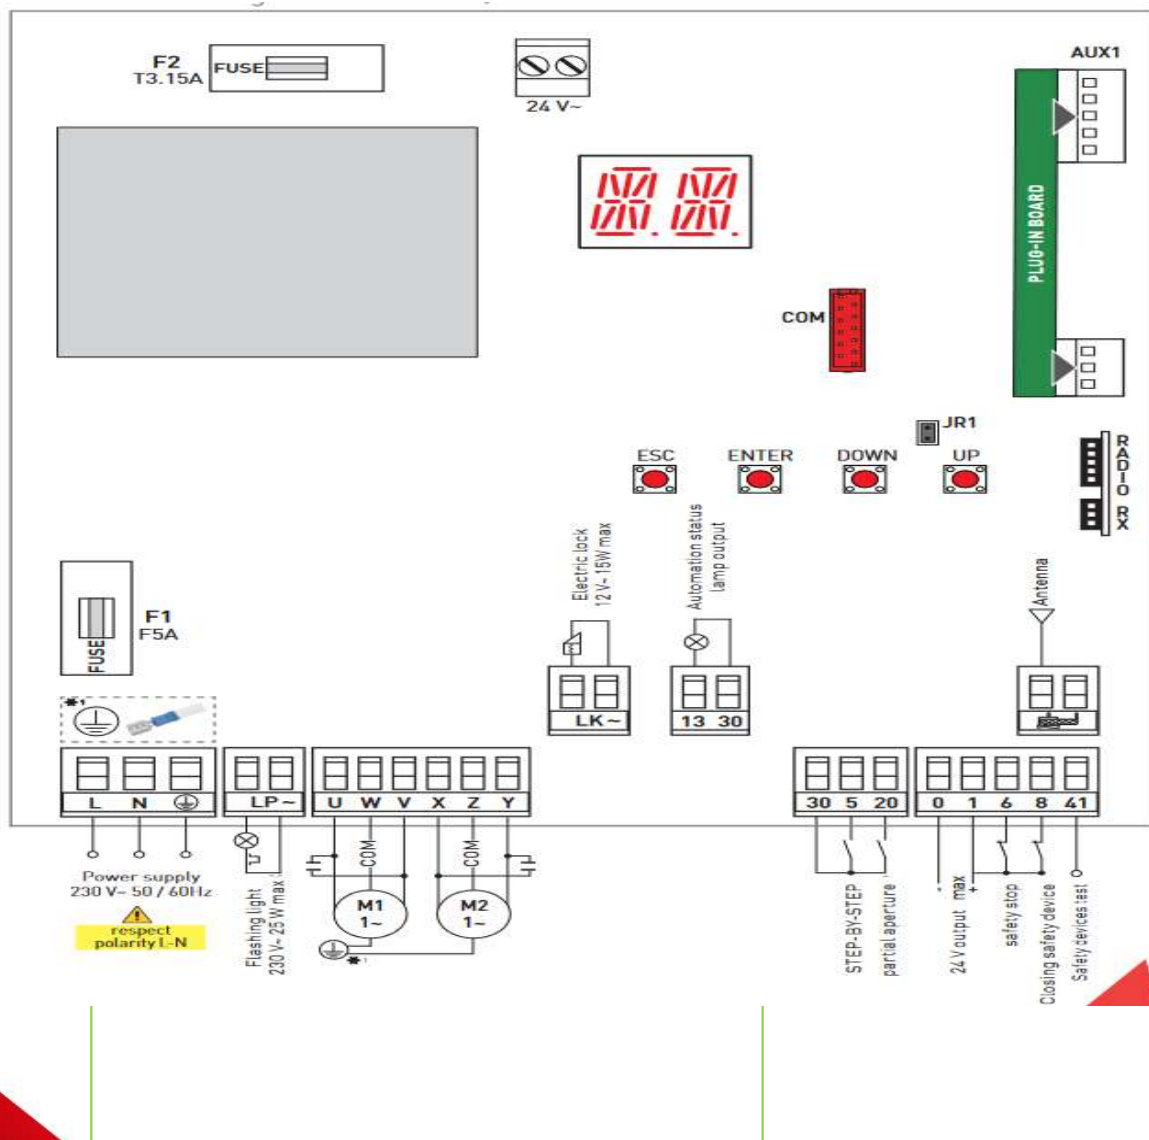 F2
T3.15A
FUSE
24 V~
AUX1
PLUG-IN BOARD
COM
JR1
ESC
ENTER
DOWN
UP
RADIO RX
Electric lock
12 V~ 15W max
Automation status
lamp output
Antenna
F1
F5A
FUSE
*1
LK ~
13 30
L N
LP ~
U W V X Z Y
30 5 20
0 1 6 8 41
Power supply
230 V~ 50 / 60Hz
respect
polarity L-N
Flashing light
230 V~ 25 W max
COM
M1
1~
COM
M2
1~
*1
STEP-BY-STEP
partial aperture
- +
24 V output max
safety stop
Closing safety device
Safety devices test